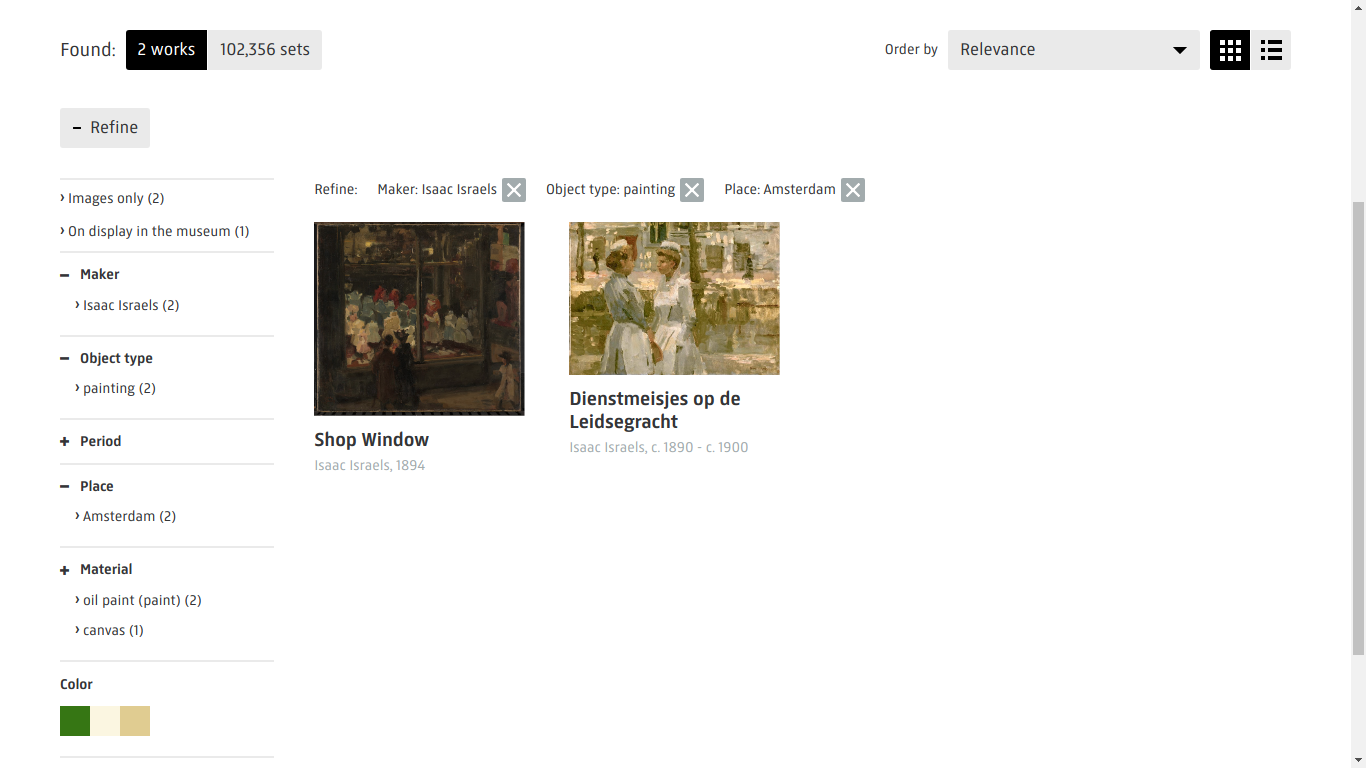 Found: 2 works 102,356 sets Order by Relevance
Refine
› Images only (2)
› On display in the museum (1)
Maker
› Isaac Israels (2)
Object type
› painting (2)
Period
Place
› Amsterdam (2)
Material
› oil paint (paint) (2)
› canvas (1)
Color
Refine: Maker: Isaac Israels Object type: painting Place: Amsterdam
Shop Window
Isaac Israels, 1894
Dienstmeisjes op de
Leidsegracht
Isaac Israels, c. 1890 - c. 1900